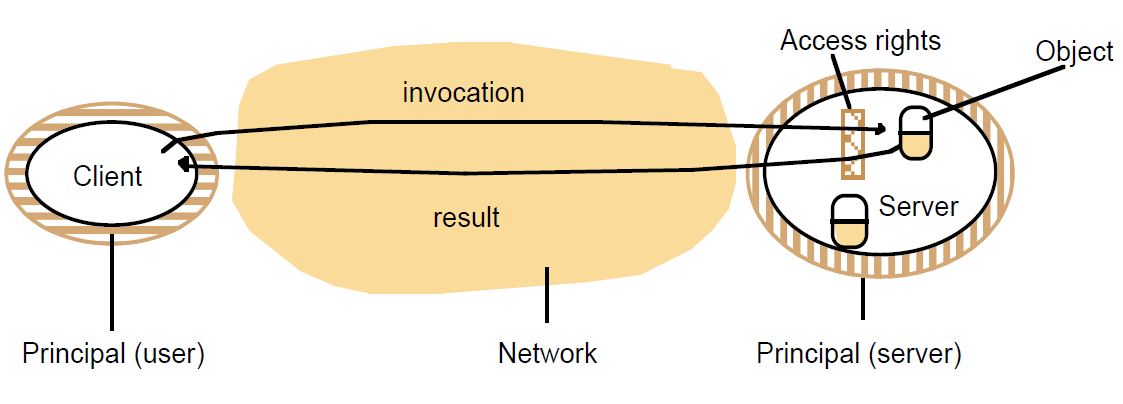 Access rights
Object
invocation
Client
Server
result
Principal (user)
Network
Principal (server)